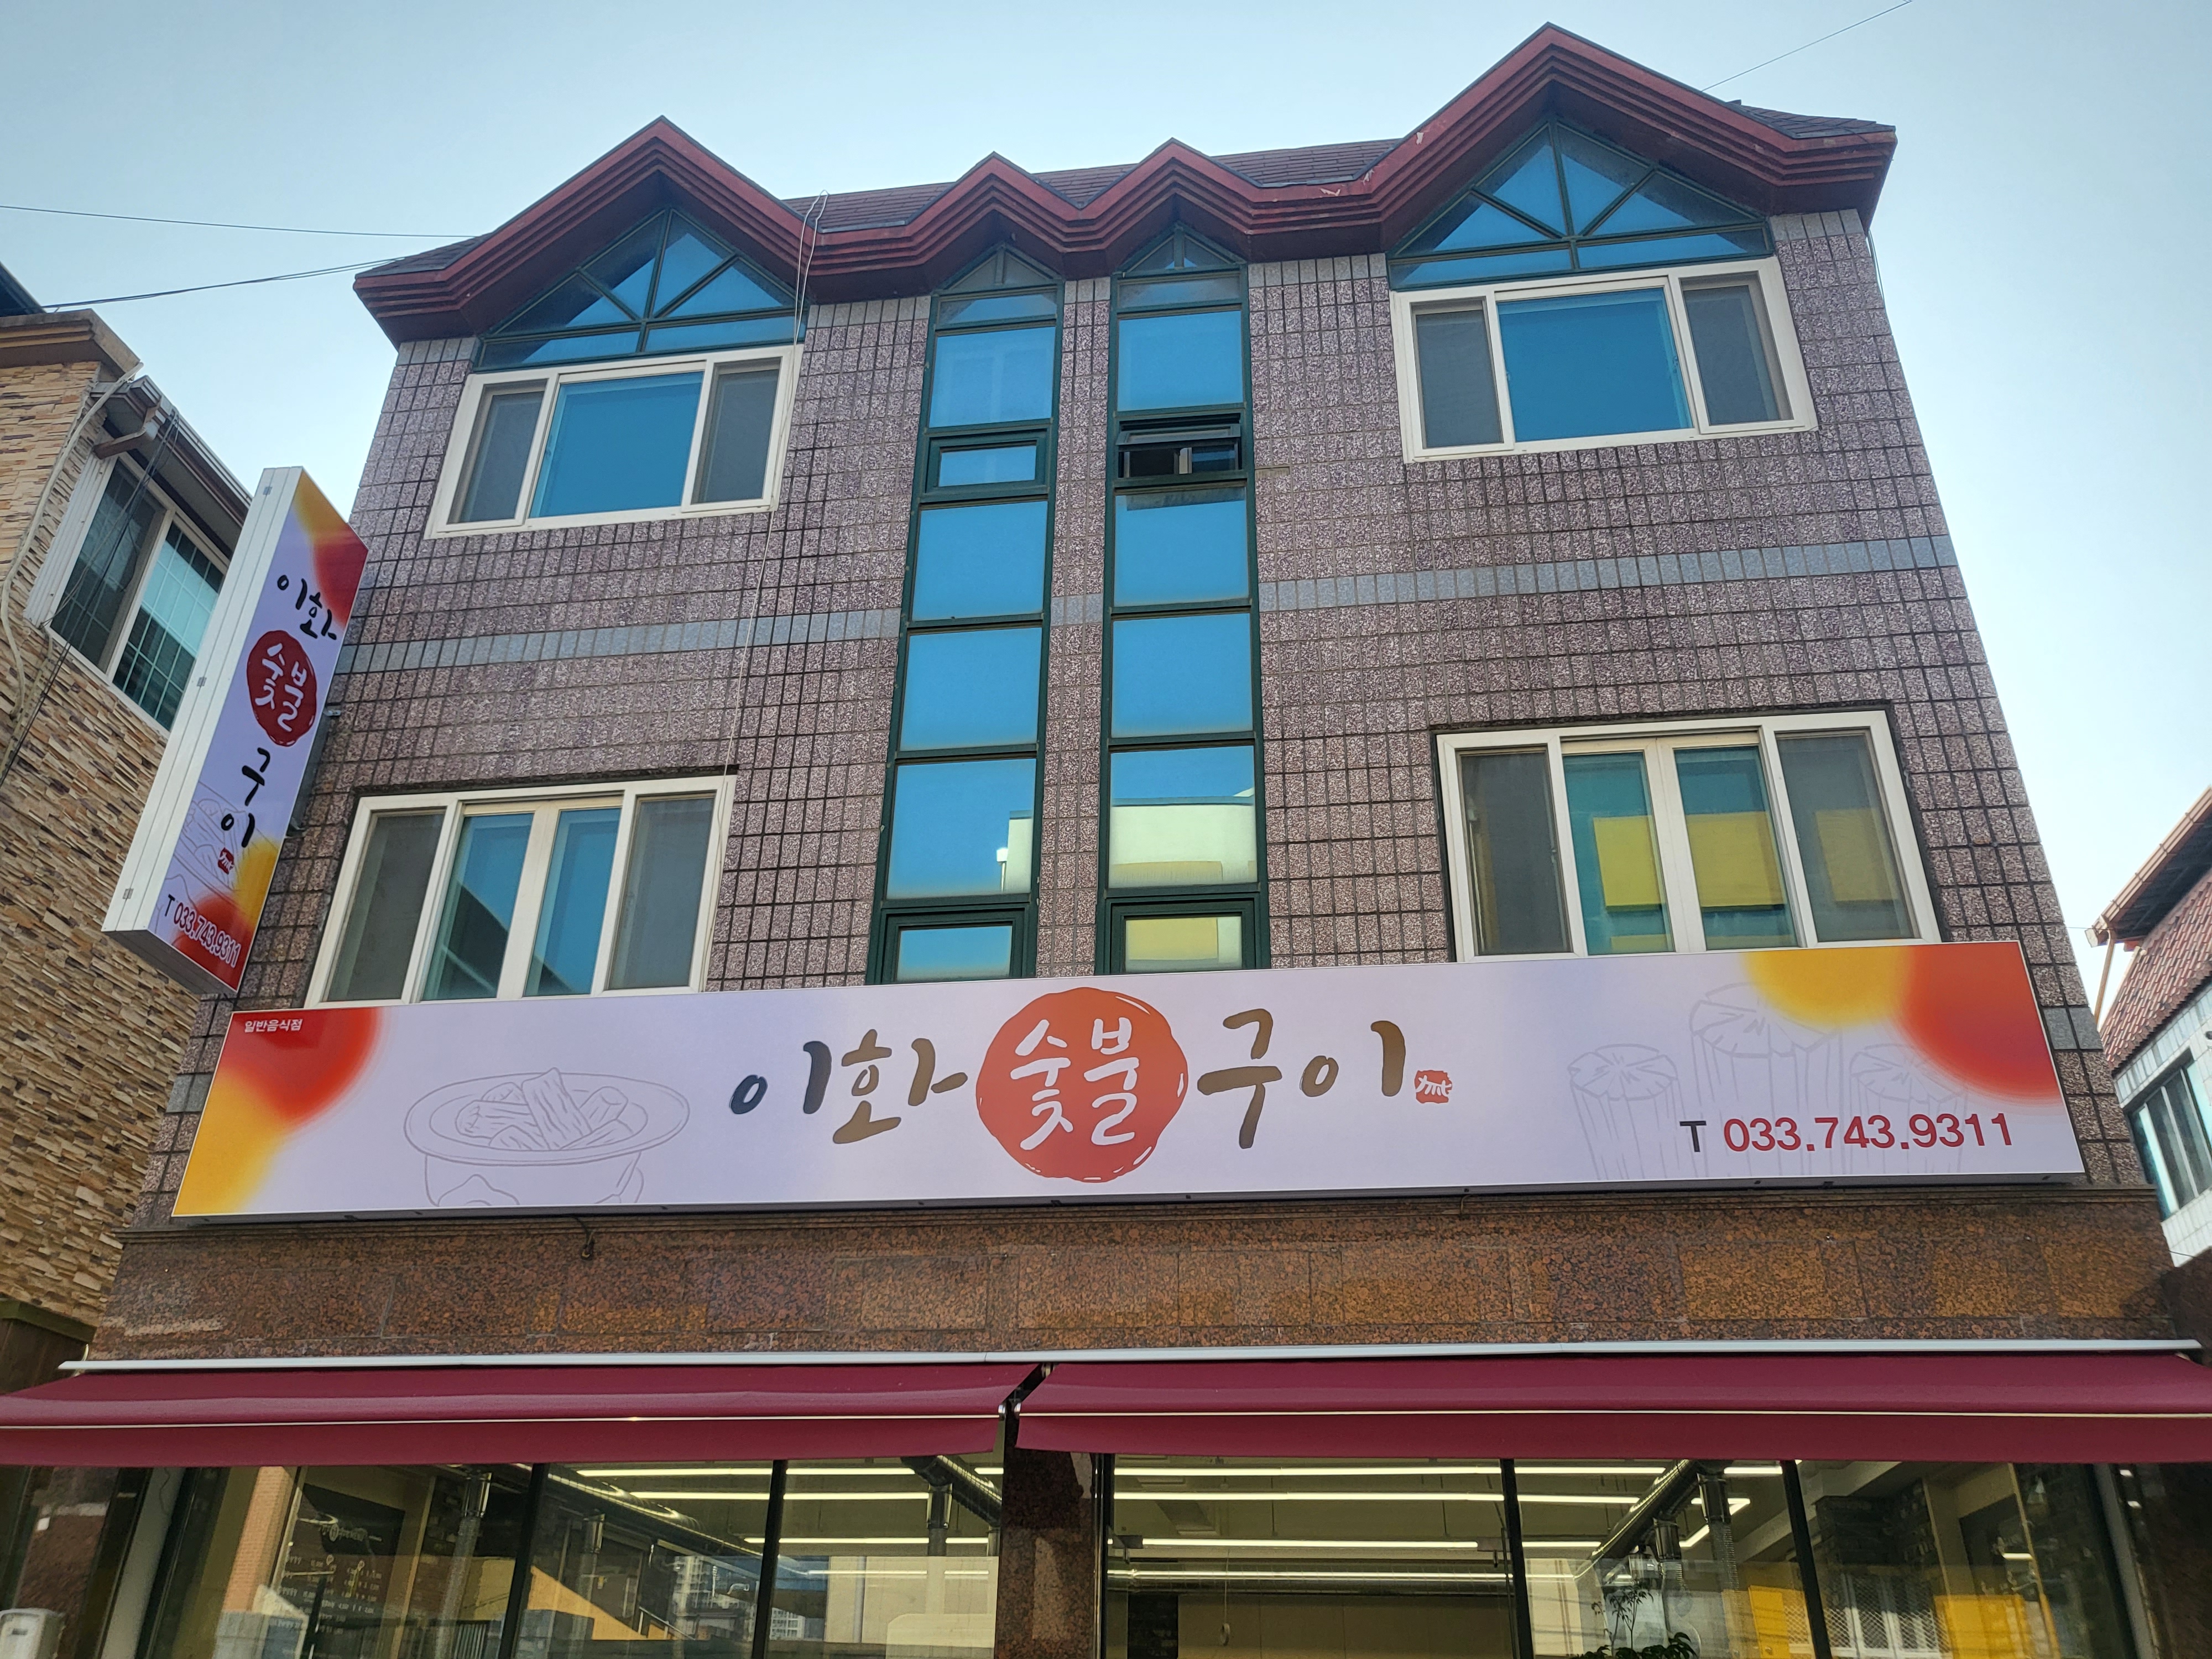 이화
숯불
구이
T 033.743.9311
일반음식점
이화 숯불 구이
T 033.743.9311